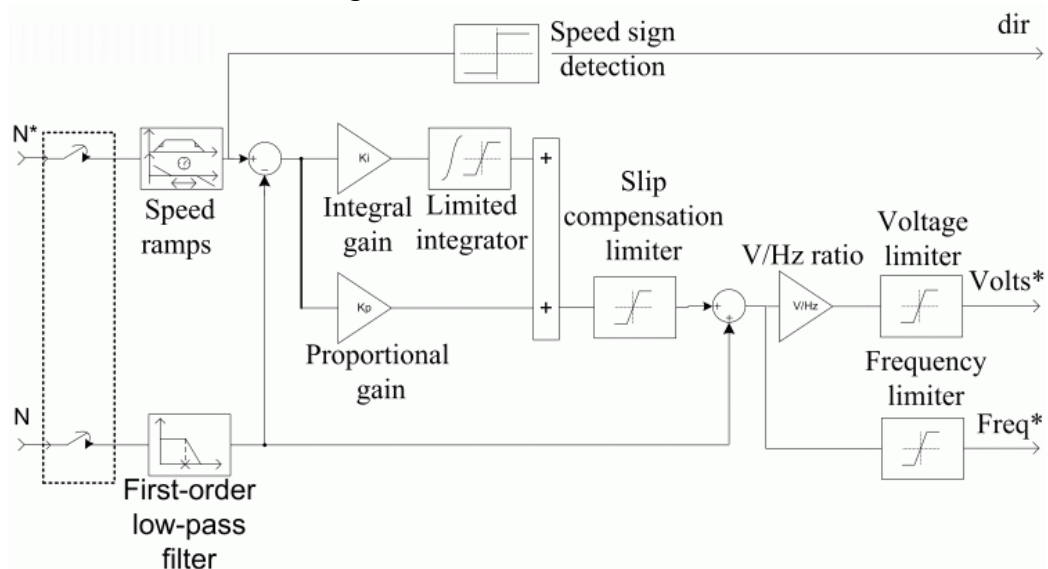 Speed sign
detection
dir
N*
Speed
ramps
+
−
Ki
Integral
gain
Limited
integrator
+
+
Kp
Proportional
gain
Slip
compensation
limiter
+
+
V/Hz ratio
V/Hz
Voltage
limiter
Volts*
Frequency
limiter
Freq*
N
First-order
low-pass
filter